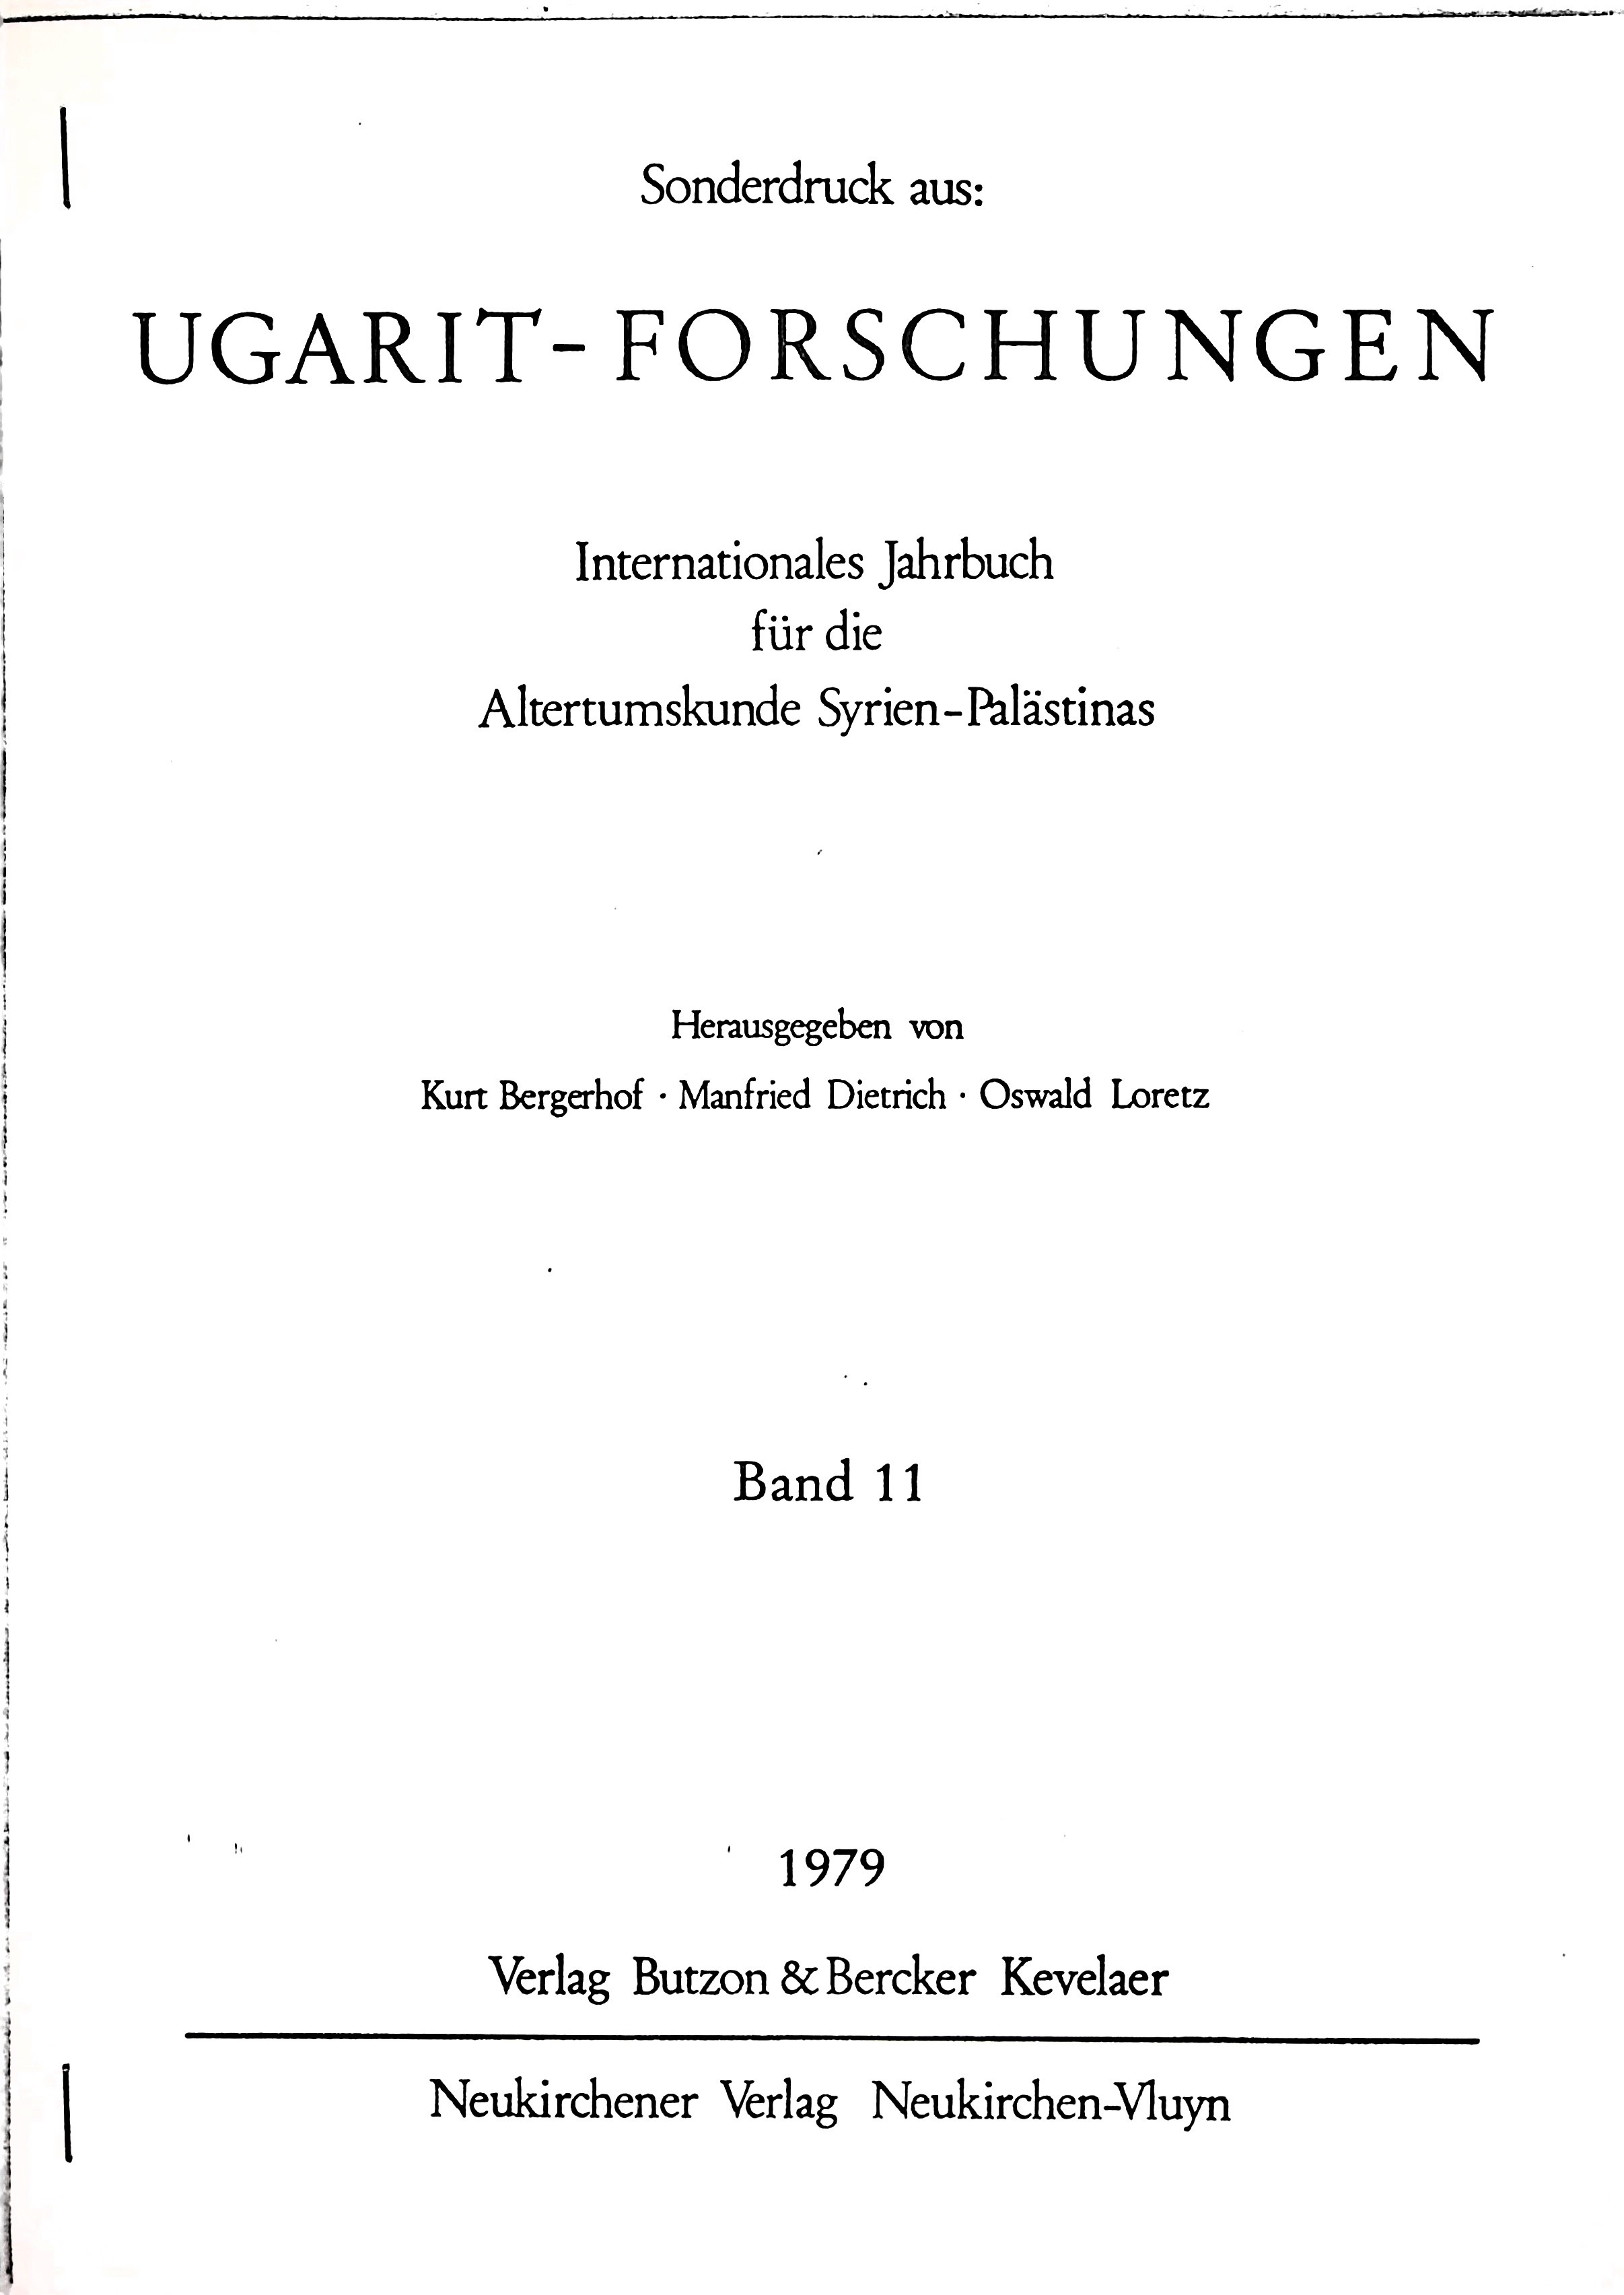 Sonderdruck aus:
UGARIT-FORSCHUNGEN
Internationales Jahrbuch
für die
Altertumskunde Syrien-Palästinas
Herausgegeben von
Kurt Bergerhof · Manfried Dietrich · Oswald Loretz
Band 11
1979
Verlag Butzon & Bercker Kevelaer
Neukirchener Verlag Neukirchen-Vluyn